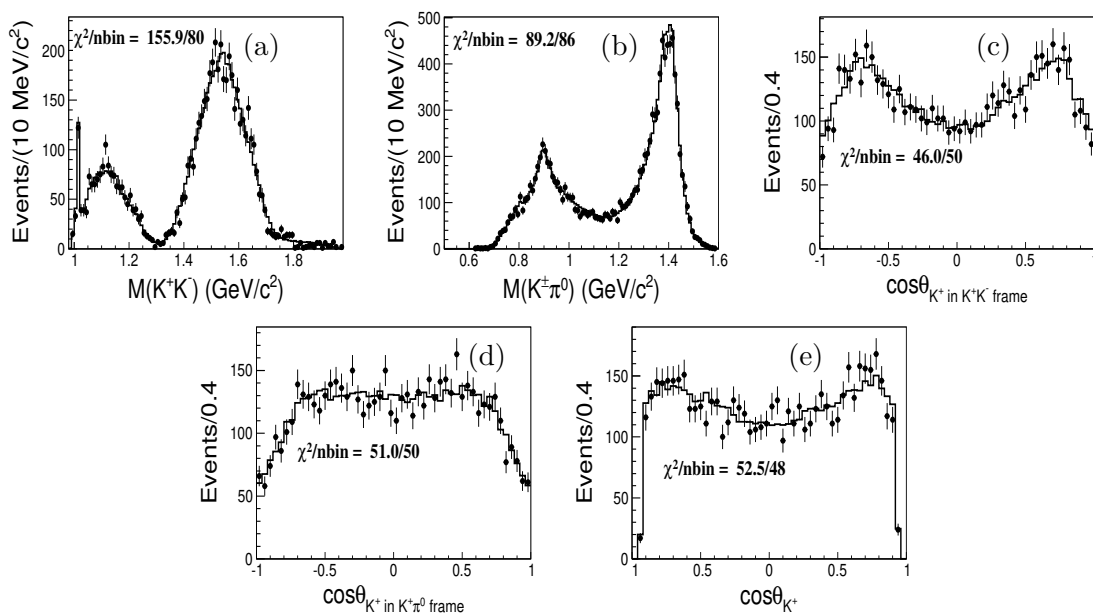 (a)
χ²/nbin = 155.9/80
Events/(10 MeV/c²)
200
150
100
50
0
1 1.2 1.4 1.6 1.8
M(K⁺K⁻) (GeV/c²)
(b)
χ²/nbin = 89.2/86
Events/(10 MeV/c²)
500
400
300
200
100
0
0.6 0.8 1 1.2 1.4 1.6
M(K±π⁰) (GeV/c²)
(c)
χ²/nbin = 46.0/50
Events/0.4
150
100
50
0
-1 -0.5 0 0.5 1
cosθ K⁺ in K⁺K⁻ frame
(d)
χ²/nbin = 51.0/50
Events/0.4
150
100
50
0
-1 -0.5 0 0.5 1
cosθ K⁺ in K⁺π⁰ frame
(e)
χ²/nbin = 52.5/48
Events/0.4
150
100
50
0
-1 0.5 0 0.5 1
cosθ K⁺